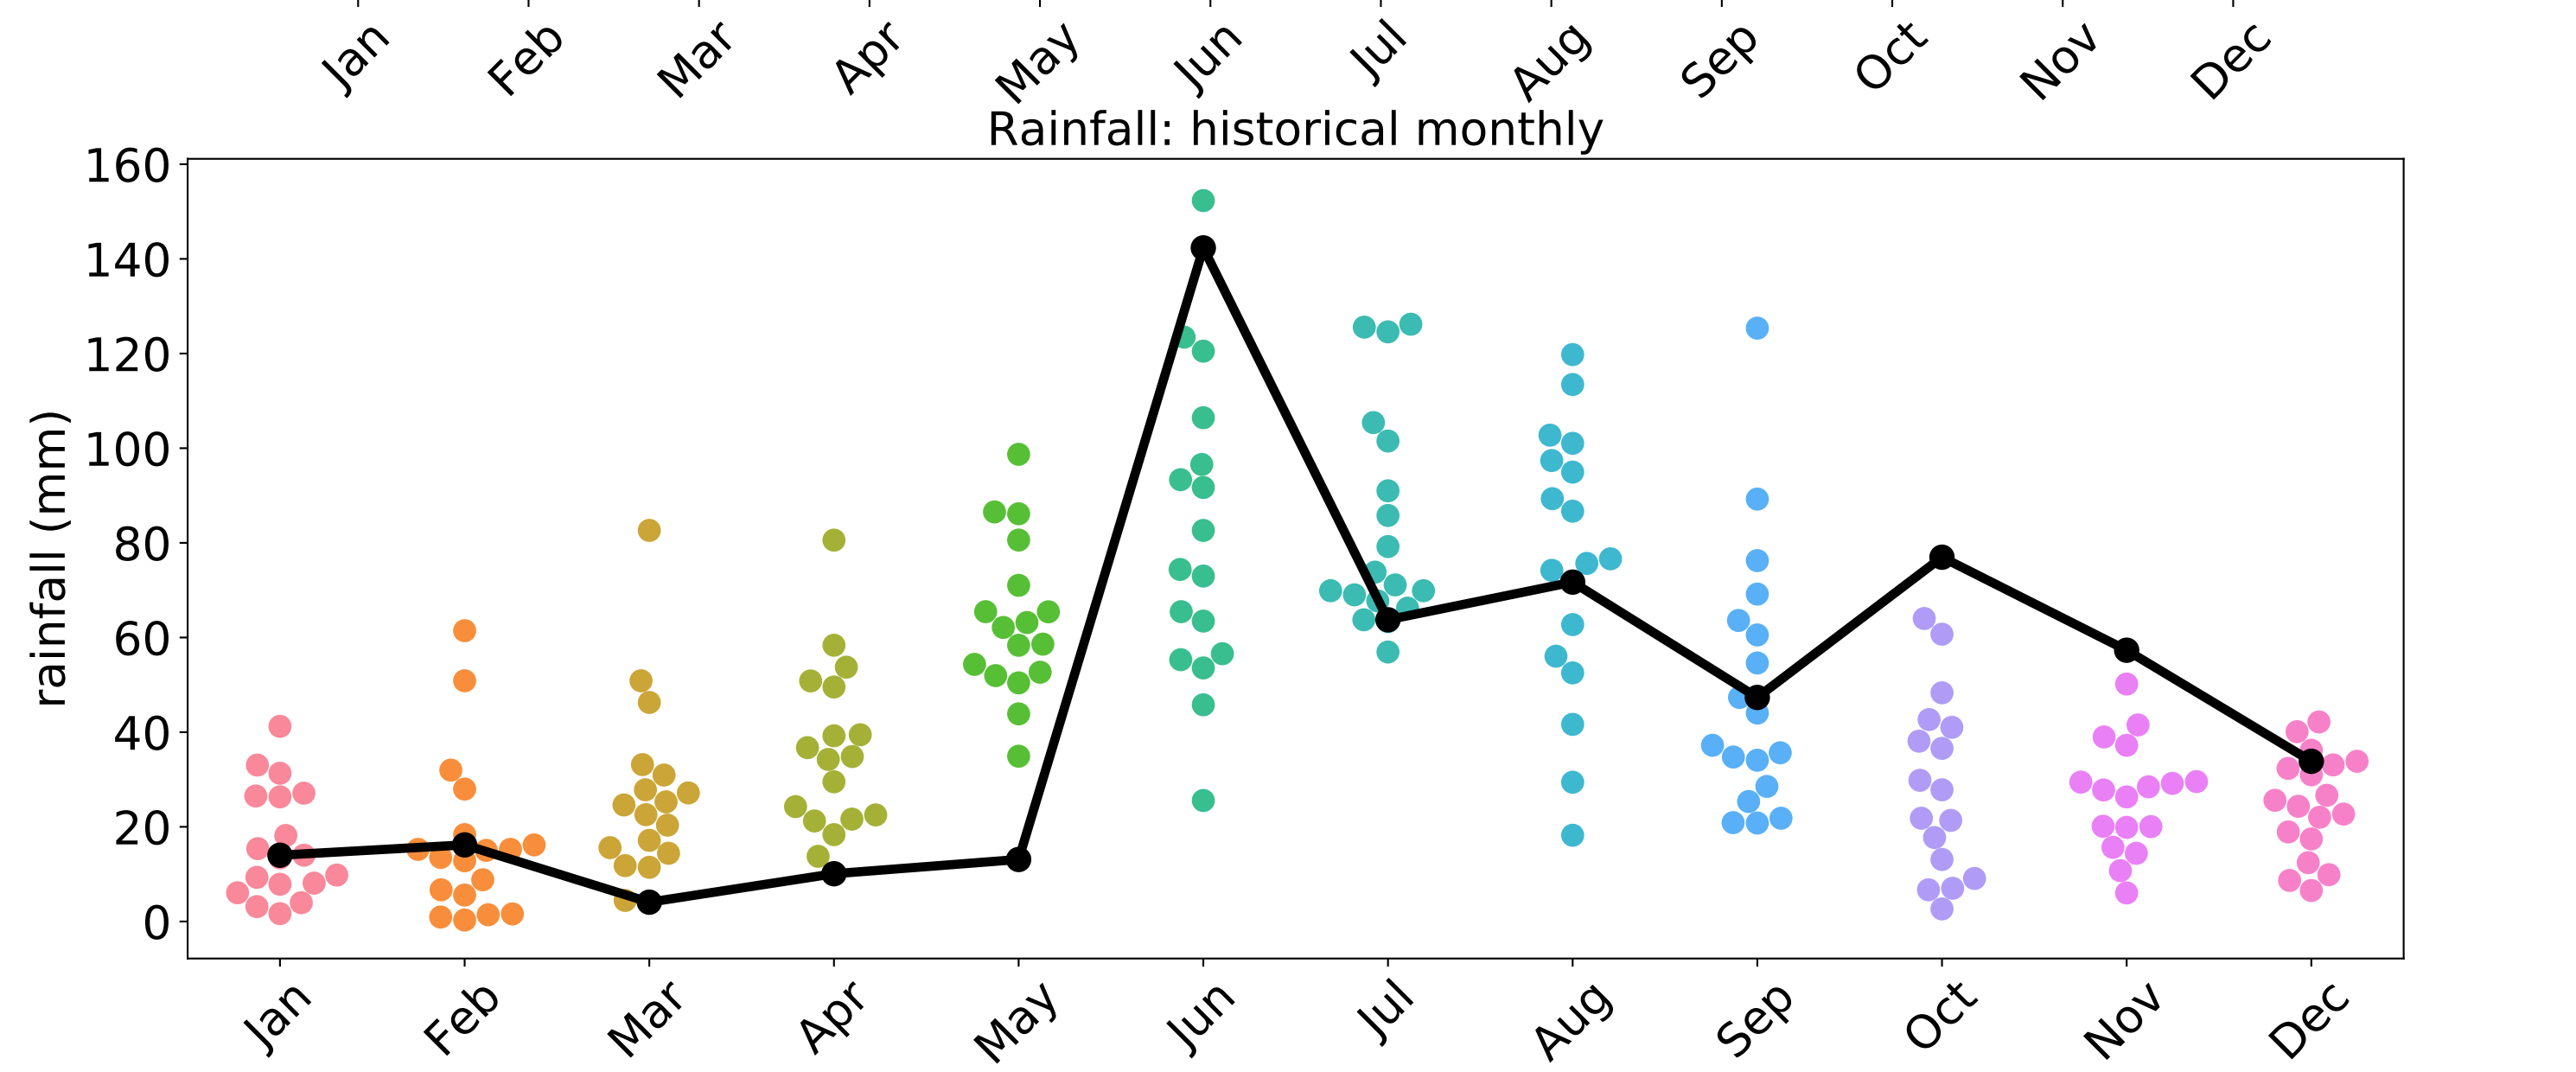 Jan Feb Mar Apr May Jun Jul Aug Sep Oct Nov Dec
Rainfall: historical monthly
160
140
120
100
80
60
40
20
0
rainfall (mm)
Jan Feb Mar Apr May Jun Jul Aug Sep Oct Nov Dec